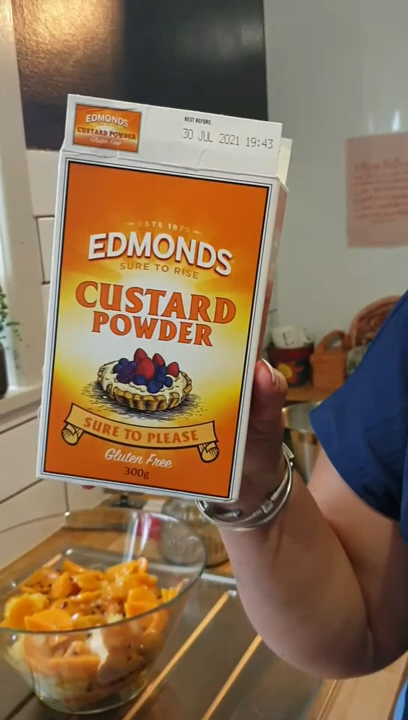 EDMONDS
CUSTARD POWDER
Gluten Free
BEST BEFORE:
30 JUL 2021 19:43
ESTD 1879
EDMONDS
SURE TO RISE
CUSTARD
POWDER
SURE TO PLEASE
Gluten Free
300g